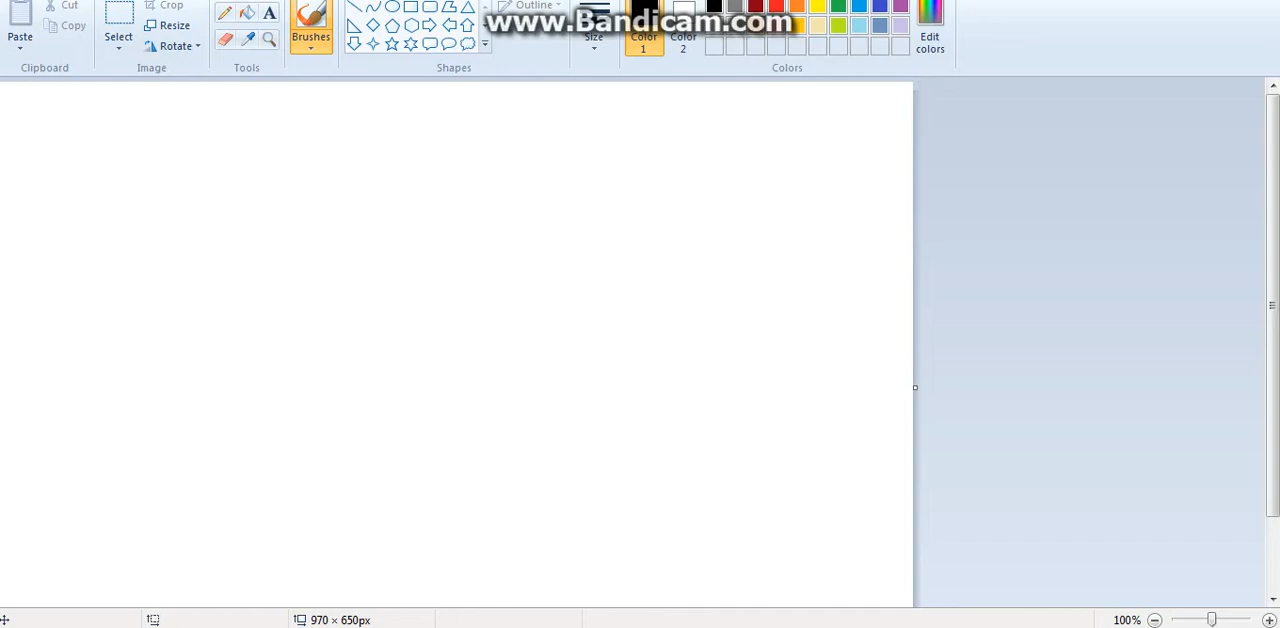 www.Bandicam.com
Cut
Crop
Outline
Paste
Copy
Select
Resize
Rotate
Brushes
Size
Color
1
Color
2
Edit
colors
Clipboard
Image
Tools
Shapes
Colors
970 × 650px
100%